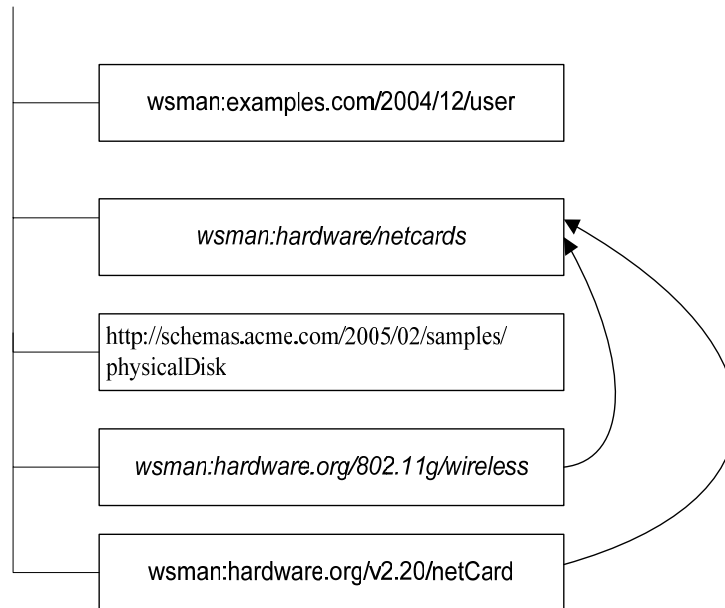 wsman:examples.com/2004/12/user
wsman:hardware/netcards
http://schemas.acme.com/2005/02/samples/
physicalDisk
wsman:hardware.org/802.11g/wireless
wsman:hardware.org/v2.20/netCard